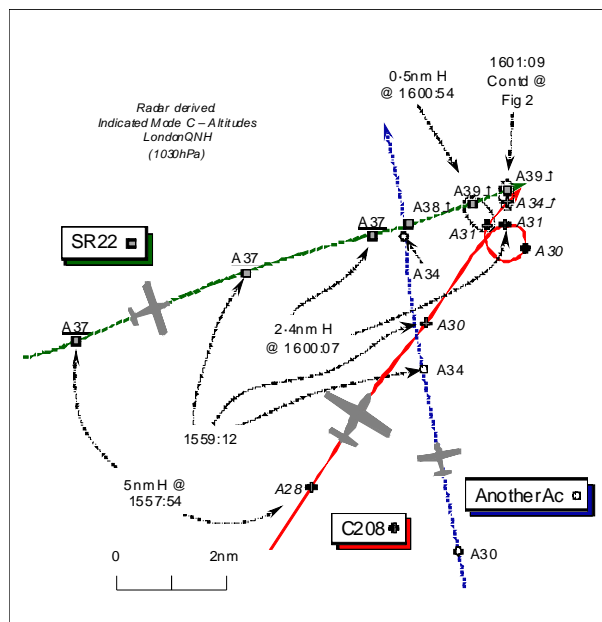 1601:09
Contd @
Fig 2
0·5nm H
@ 1600:54
Radar derived.
Indicated Mode C – Altitudes
LondonQNH
(1030hPa)
A39↑
A39↑
A34↑
A38↑
A37
A31
A31
A30
SR22
A37
A34
A37
2·4nm H
@ 1600:07
A30
A34
1559:12
5nm H @
1557:54
A28
AnotherAc
C208
A30
0
2nm